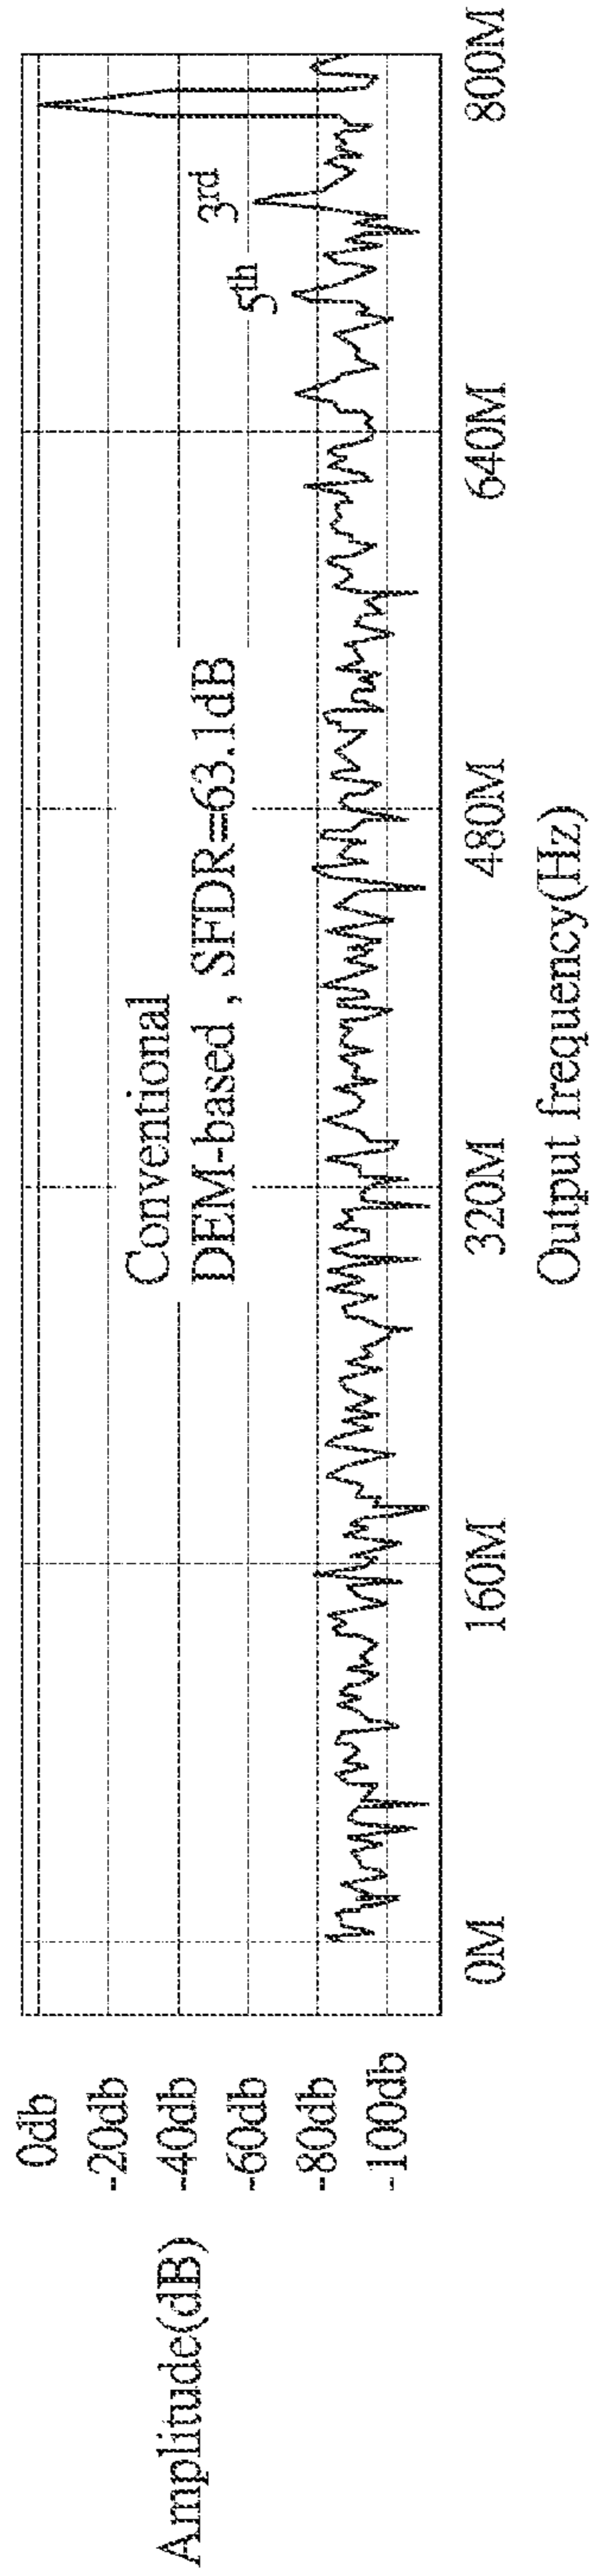 Amplitude(dB)
0db
-20db
-40db
-60db
-80db
-100db
Conventional
DEM-based , SFDR=63.1dB
5th
3rd
0M
160M
320M
480M
640M
800M
Output frequency(Hz)